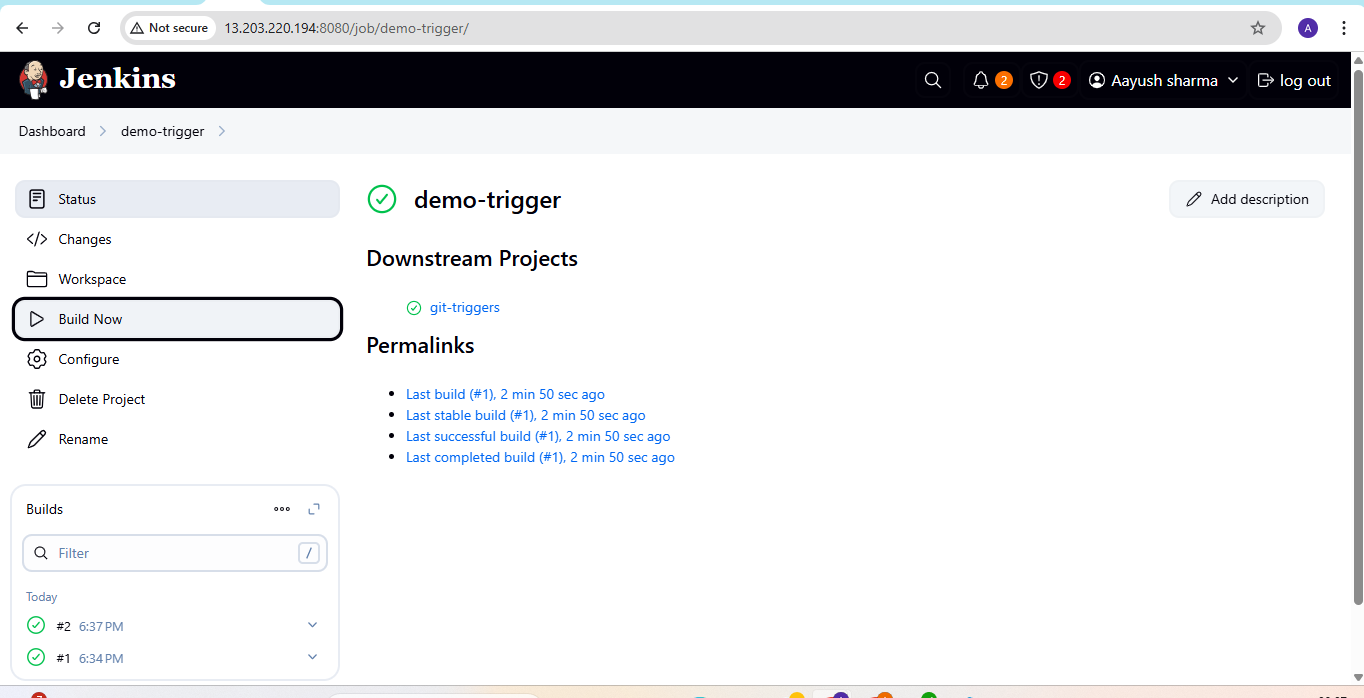 Not secure 13.203.220.194:8080/job/demo-trigger/ A
Jenkins 2 2 Aayush sharma log out
Dashboard demo-trigger
Status
Changes
Workspace
Build Now
Configure
Delete Project
Rename
demo-trigger Add description
Downstream Projects
git-triggers
Permalinks
Last build (#1), 2 min 50 sec ago
Last stable build (#1), 2 min 50 sec ago
Last successful build (#1), 2 min 50 sec ago
Last completed build (#1), 2 min 50 sec ago
Builds
Filter /
Today
#2 6:37 PM
#1 6:34 PM